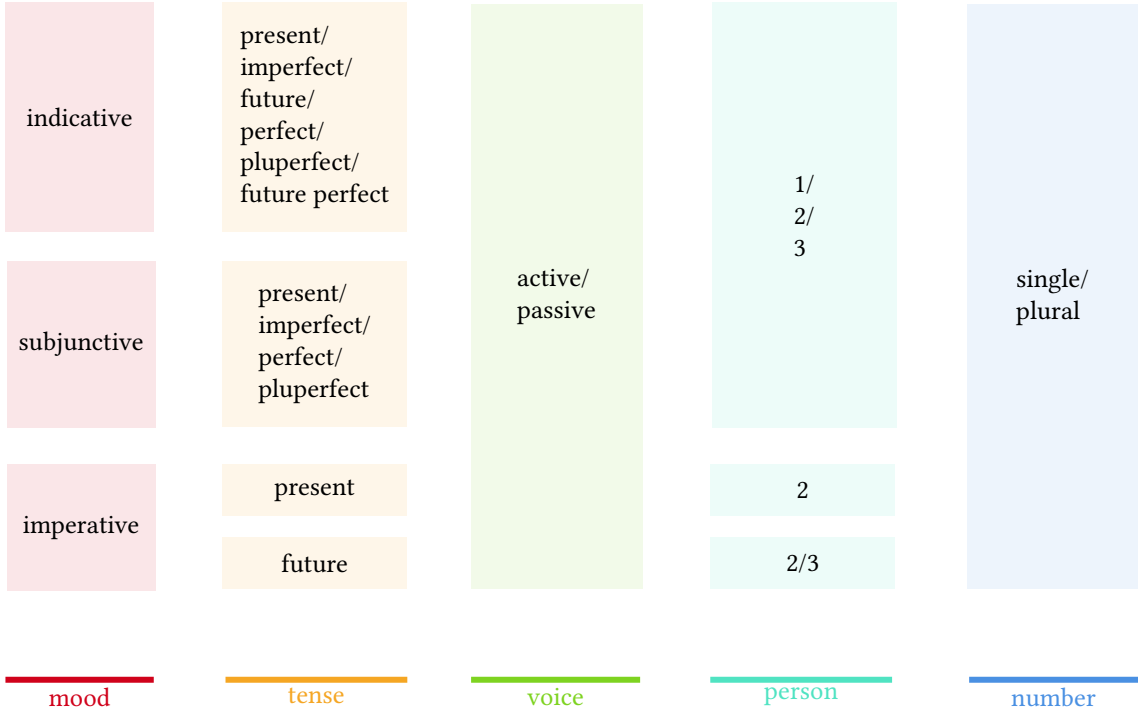 indicative
present/
imperfect/
future/
perfect/
pluperfect/
future perfect
subjunctive
present/
imperfect/
perfect/
pluperfect
imperative
present
future
active/
passive
1/
2/
3
2
2/3
single/
plural
mood
tense
voice
person
number